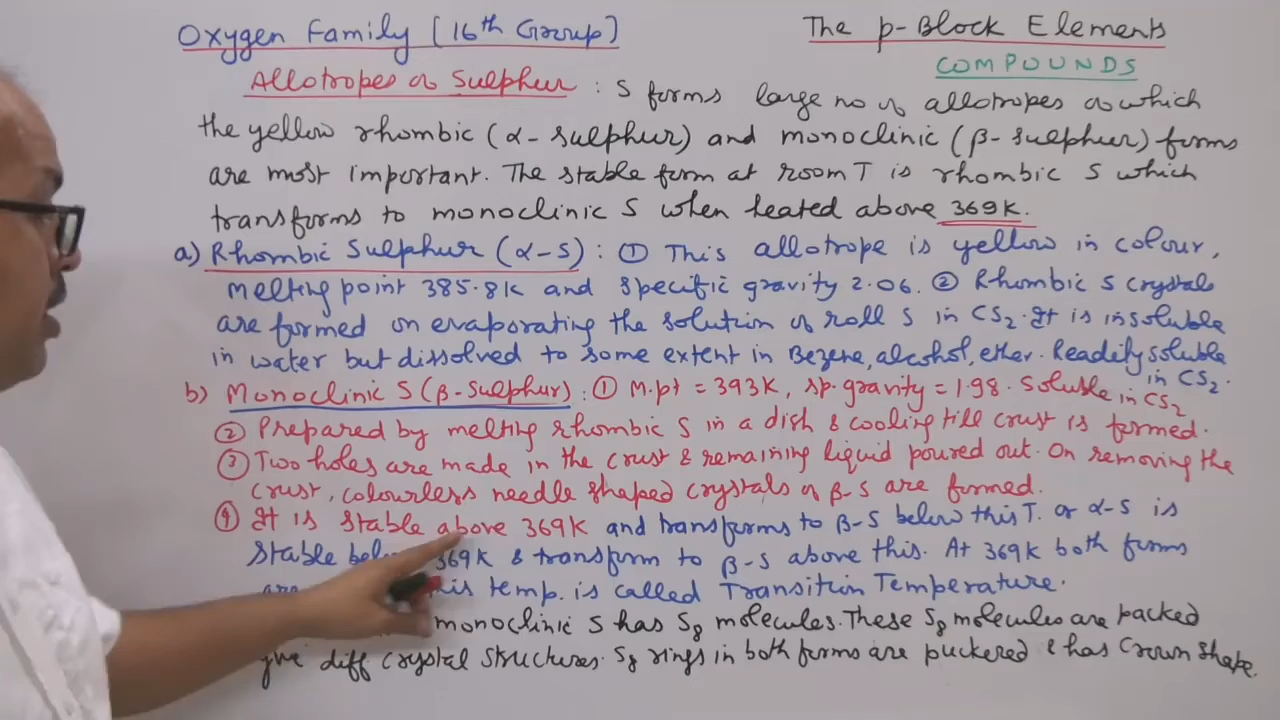 Oxygen Family [16th Group]
The p-Block Elements
COMPOUNDS
Allotropes of Sulphur : S forms large no of allotropes of which
the yellow rhombic (α-sulphur) and monoclinic (β-sulphur) forms
are most important. The stable form at room T is rhombic S which
transforms to monoclinic S when heated above 369K.
a) Rhombic Sulphur (α-S) : ① This allotrope is yellow in colour,
melting point 385.8K and specific gravity 2.06. ② Rhombic S crystals
are formed on evaporating the solution of roll S in CS2. It is insoluble
in water but dissolved to some extent in Bezene, alcohol, ether. Readily soluble
in CS2.
b) Monoclinic S (β-Sulphur) : ① M.pt = 393K, sp. gravity = 1.98. Soluble in CS2
② Prepared by melting rhombic S in a dish & cooling till crust is formed.
③ Two holes are made in the crust & remaining liquid poured out. On removing the
crust, colourless needle shaped crystals of β-S are formed.
④ It is stable above 369K and transforms to β-S below this T. or α-S is
Stable 369K & transform to β-S above this. At 369K both forms
are temp. is called Transition Temperature.
monoclinic S has S8 molecules. These S8 molecules are packed
give diff crystal structures. S8 rings in both forms are puckered & has Crown Shape.